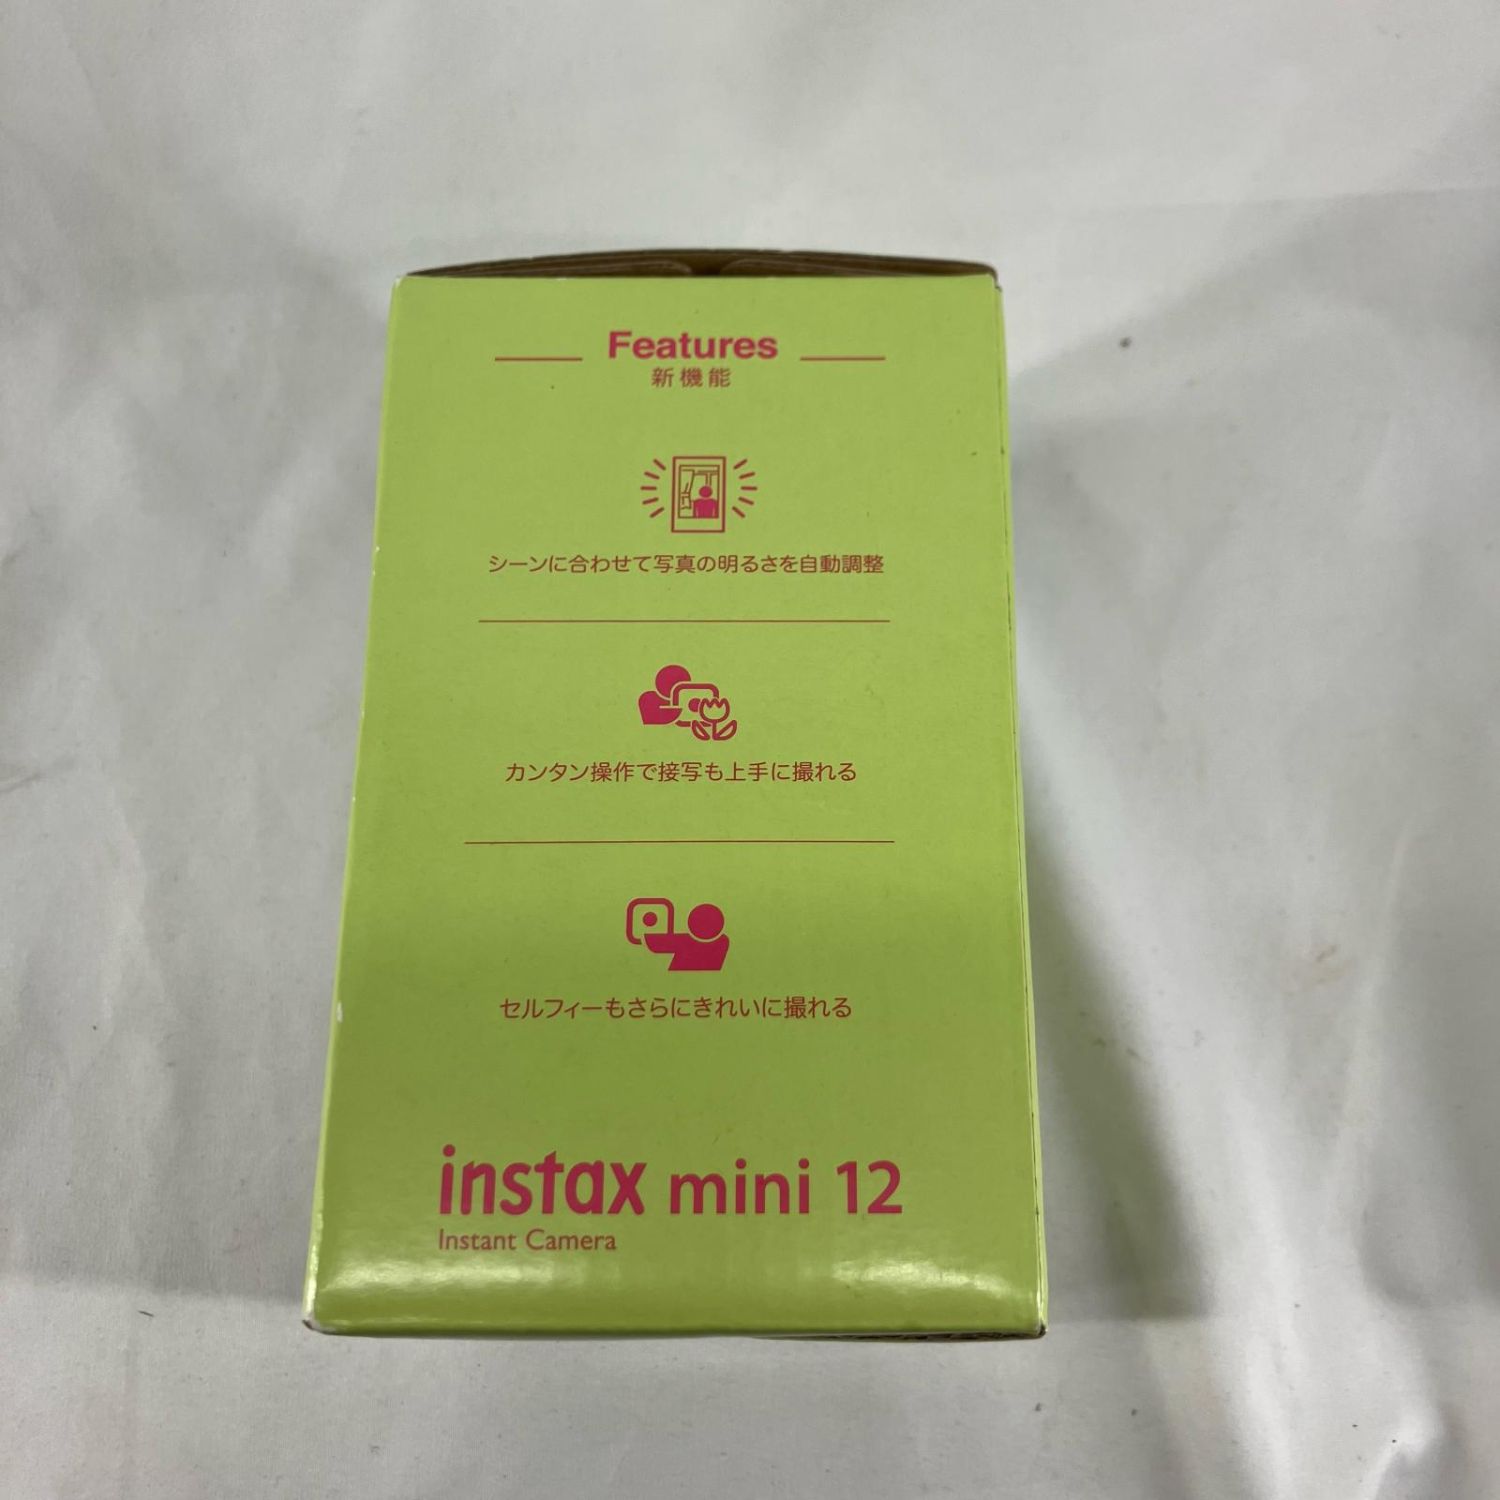 Features
新機能
シーンに合わせて写真の明るさを自動調整
カンタン操作で接写も上手に撮れる
セルフィーもさらにきれいに撮れる
instax mini 12
Instant Camera